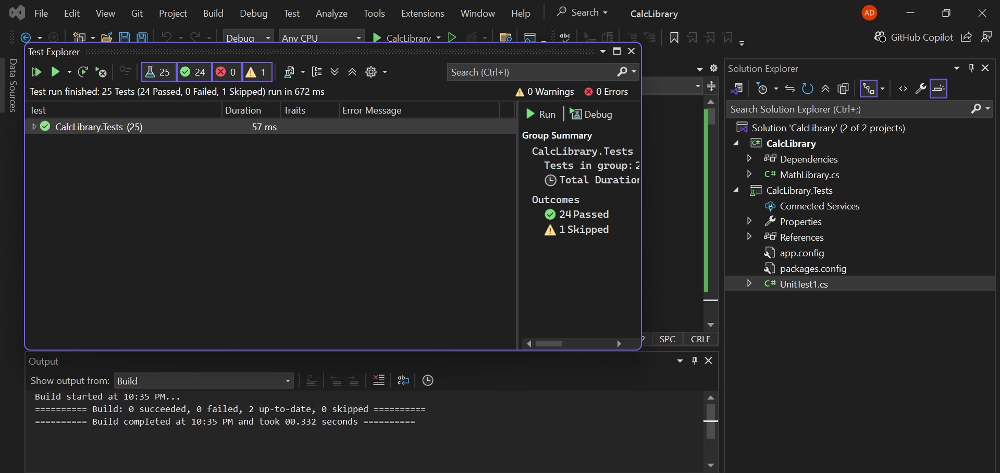 File Edit View Git Project Build Debug Test Analyze Tools Extensions Window Help Search CalcLibrary AD
Debug Any CPU CalcLibrary abc GitHub Copilot
Data Sources
Test Explorer
25 24 0 1 Search (Ctrl+I)
Test run finished: 25 Tests (24 Passed, 0 Failed, 1 Skipped) run in 672 ms 0 Warnings 0 Errors
Test Duration Traits Error Message
CalcLibrary.Tests (25) 57 ms
Run Debug
Group Summary
CalcLibrary.Tests
Tests in group: 2
Total Duration
Outcomes
24 Passed
1 Skipped
2 SPC CRLF
Output
Show output from: Build
Build started at 10:35 PM...
========== Build: 0 succeeded, 0 failed, 2 up-to-date, 0 skipped ==========
========== Build completed at 10:35 PM and took 00.332 seconds ==========
Solution Explorer
Search Solution Explorer (Ctrl+;)
Solution 'CalcLibrary' (2 of 2 projects)
C# CalcLibrary
Dependencies
C# MathLibrary.cs
CalcLibrary.Tests
Connected Services
Properties
References
app.config
packages.config
C# UnitTest1.cs